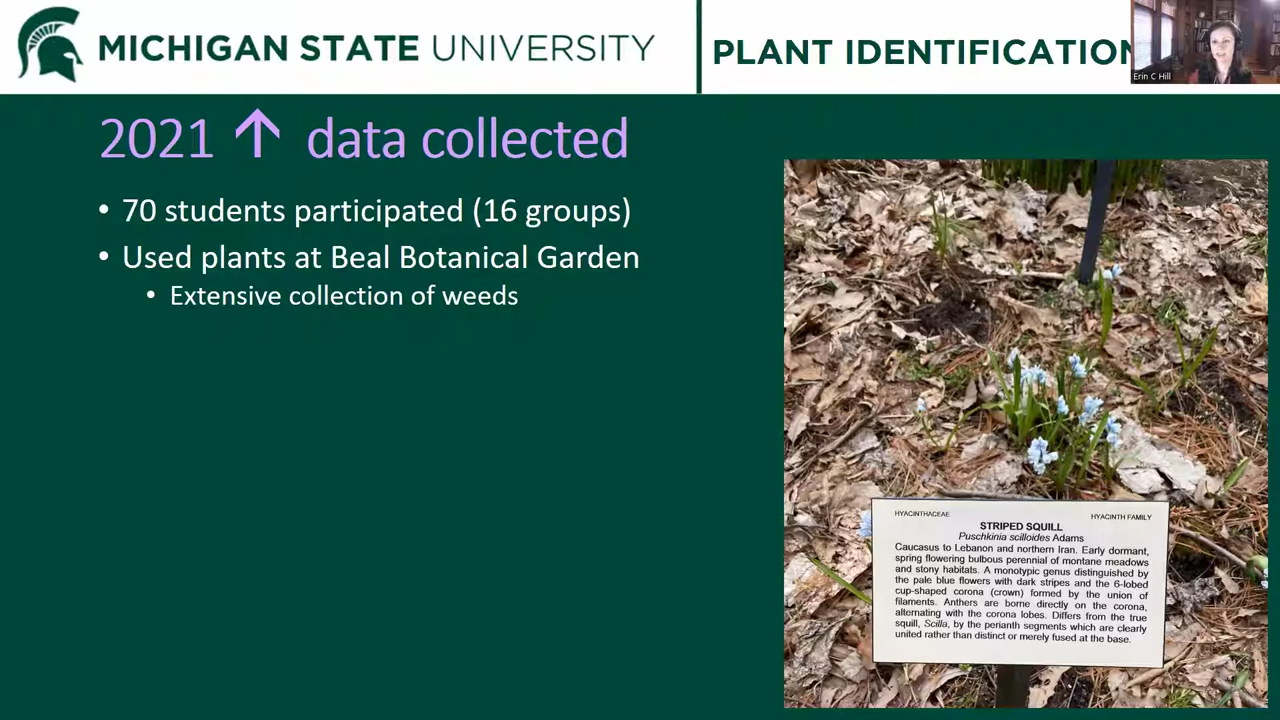 MICHIGAN STATE UNIVERSITY
PLANT IDENTIFICATION
Erin C Hill
2021 ↑ data collected
• 70 students participated (16 groups)
• Used plants at Beal Botanical Garden
• Extensive collection of weeds
HYACINTHACEAE HYACINTH FAMILY
STRIPED SQUILL
Puschkinia scilloides Adams
Caucasus to Lebanon and northern Iran. Early dormant,
spring flowering bulbous perennial of montane meadows
and stony habitats. A monotypic genus distinguished by
the pale blue flowers with dark stripes and the 6-lobed
cup-shaped corona (crown) formed by the union of
filaments. Anthers are borne directly on the corona,
alternating with the corona lobes. Differs from the true
squill, Scilla, by the perianth segments which are clearly
united rather than distinct or merely fused at the base.